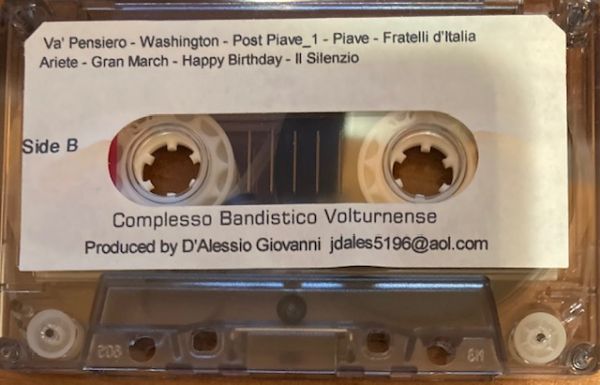 Va' Pensiero - Washington - Post Piave_1 - Piave - Fratelli d'Italia
Ariete - Gran March - Happy Birthday - Il Silenzio
Side B
Complesso Bandistico Volturnense
Produced by D'Alessio Giovanni jdales5196@aol.com